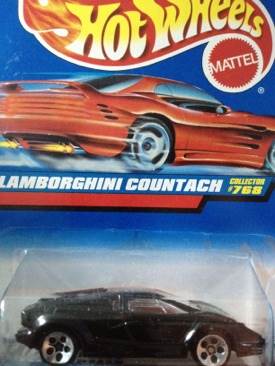 Hot Wheels
MATTEL
LAMBORGHINI COUNTACH
COLLECTOR
#768